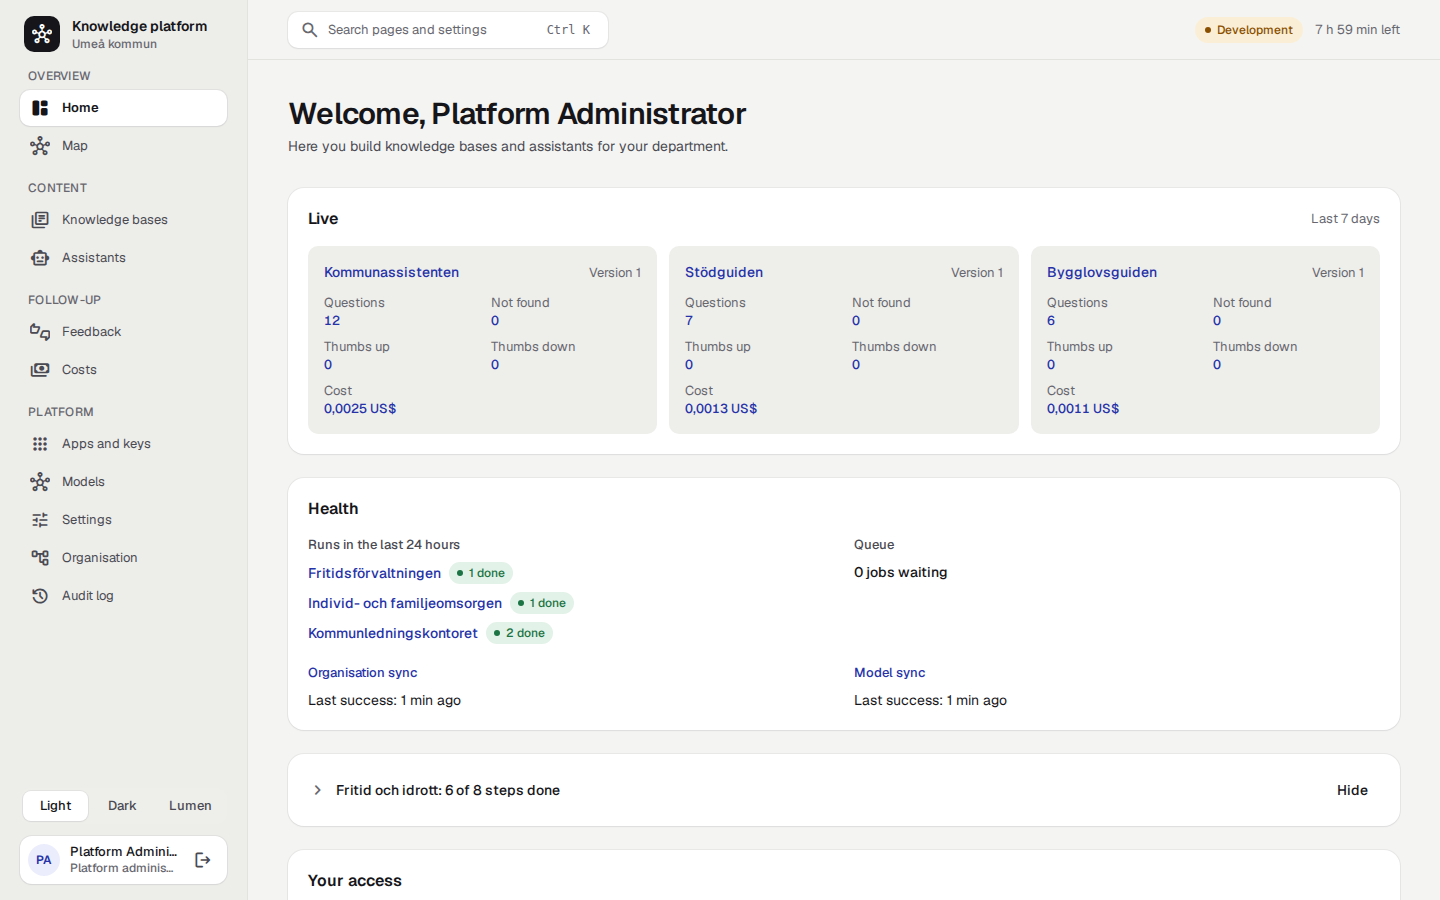 Knowledge platform
Umeå kommun
OVERVIEW
Home
Map
CONTENT
Knowledge bases
Assistants
FOLLOW-UP
Feedback
Costs
PLATFORM
Apps and keys
Models
Settings
Organisation
Audit log
Light Dark Lumen
PA
Platform Admini…
Platform adminis…
Search pages and settings Ctrl K
Development 7 h 59 min left
Welcome, Platform Administrator
Here you build knowledge bases and assistants for your department.
Live Last 7 days
Kommunassistenten Version 1
Questions Not found
12 0
Thumbs up Thumbs down
0 0
Cost
0,0025 US$
Stödguiden Version 1
Questions Not found
7 0
Thumbs up Thumbs down
0 0
Cost
0,0013 US$
Bygglovsguiden Version 1
Questions Not found
6 0
Thumbs up Thumbs down
0 0
Cost
0,0011 US$
Health
Runs in the last 24 hours
Fritidsförvaltningen 1 done
Individ- och familjeomsorgen 1 done
Kommunledningskontoret 2 done
Queue
0 jobs waiting
Organisation sync
Last success: 1 min ago
Model sync
Last success: 1 min ago
Fritid och idrott: 6 of 8 steps done Hide
Your access